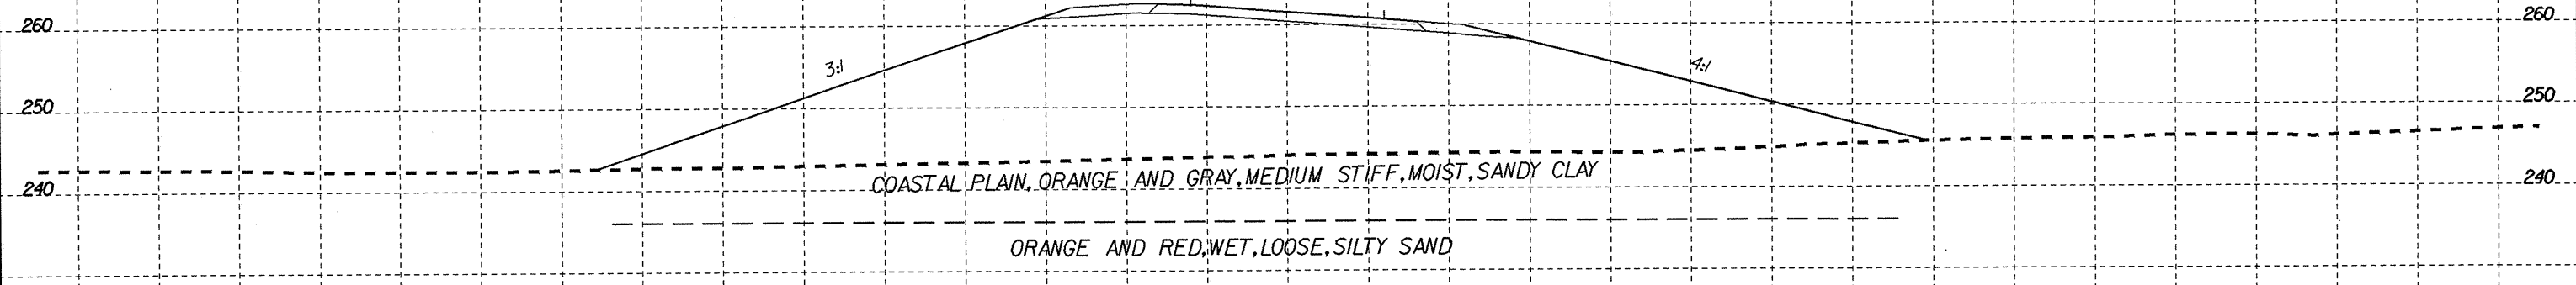 260 260
3:1 4:1
250 250
COASTAL PLAIN, ORANGE AND GRAY, MEDIUM STIFF, MOIST, SANDY CLAY
240 240
ORANGE AND RED, WET, LOOSE, SILTY SAND